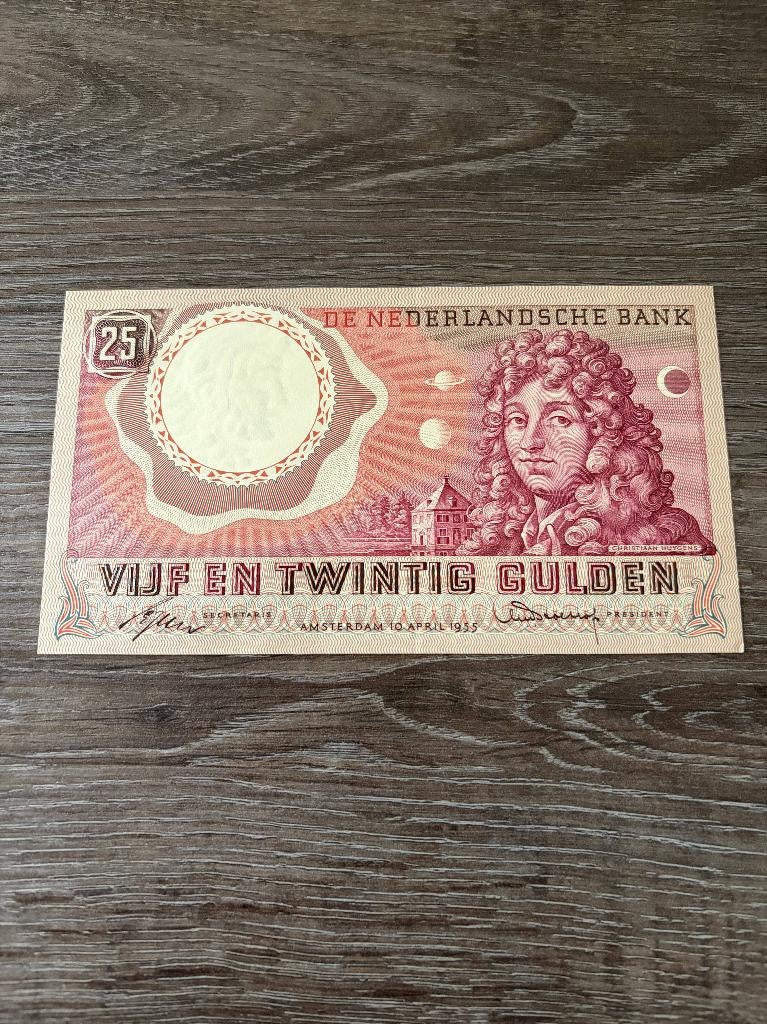 25
DE NEDERLANDSCHE BANK
CHRISTIAAN HUYGENS
VIJF EN TWINTIG GULDEN
SECRETARIS
AMSTERDAM 10 APRIL 1955
PRESIDENT